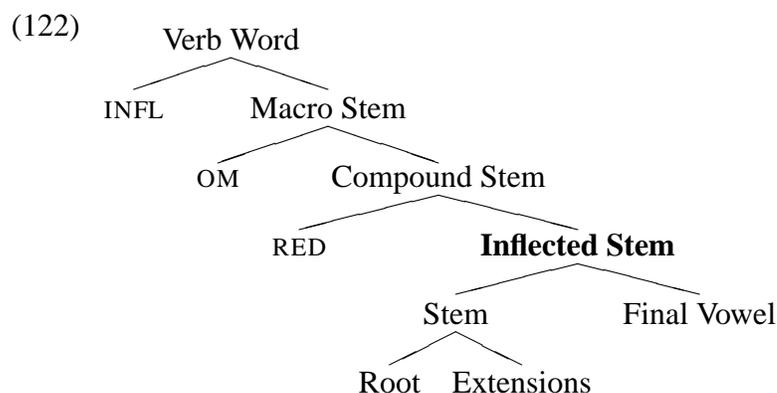 (122)
Verb Word
INFL Macro Stem
OM Compound Stem
RED Inflected Stem
Stem Final Vowel
Root Extensions